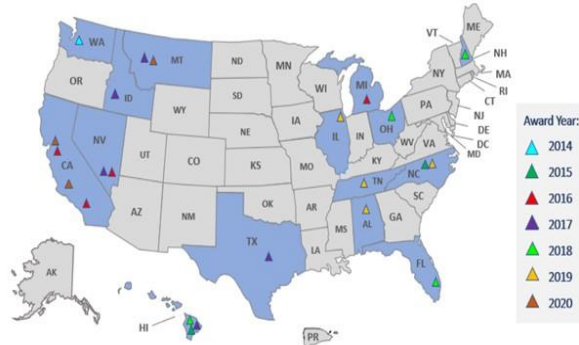 WA
OR
CA
NV
ID
MT
WY
UT
AZ
CO
NM
ND
SD
NE
KS
OK
TX
MN
IA
MO
AR
LA
WI
IL
MI
IN
OH
KY
TN
MS
AL
GA
FL
SC
NC
VA
WV
PA
NY
ME
VT
NH
MA
RI
CT
NJ
DE
DC
MD
AK
HI
PR
Award Year:
2014
2015
2016
2017
2018
2019
2020